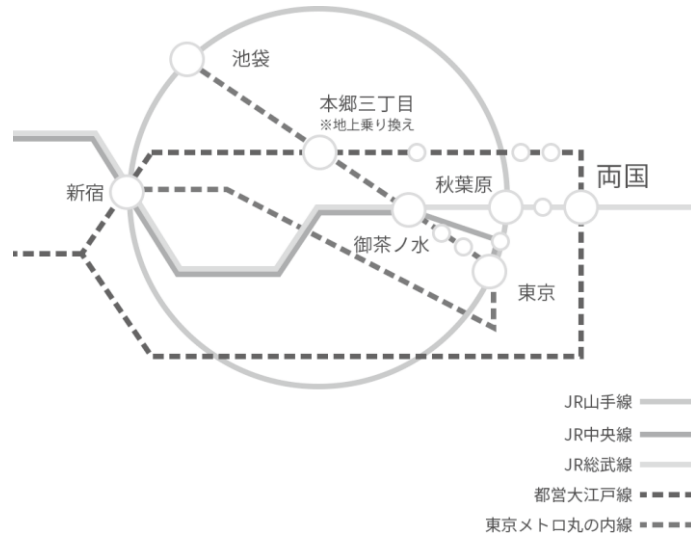 池袋
本郷三丁目
※地上乗り換え
秋葉原
両国
新宿
御茶ノ水
東京
JR山手線
JR中央線
JR総武線
都営大江戸線
東京メトロ丸の内線